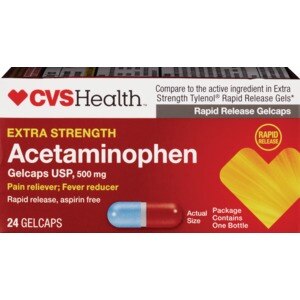 CVSHealth
Compare to the active ingredient in Extra
Strength Tylenol® Rapid Release Gels*
Rapid Release Gelcaps
EXTRA STRENGTH
Acetaminophen
Gelcaps USP, 500 mg
Pain reliever; Fever reducer
Rapid release, aspirin free
RAPID
RELEASE
24 GELCAPS
Actual
Size
Package
Contains
One Bottle